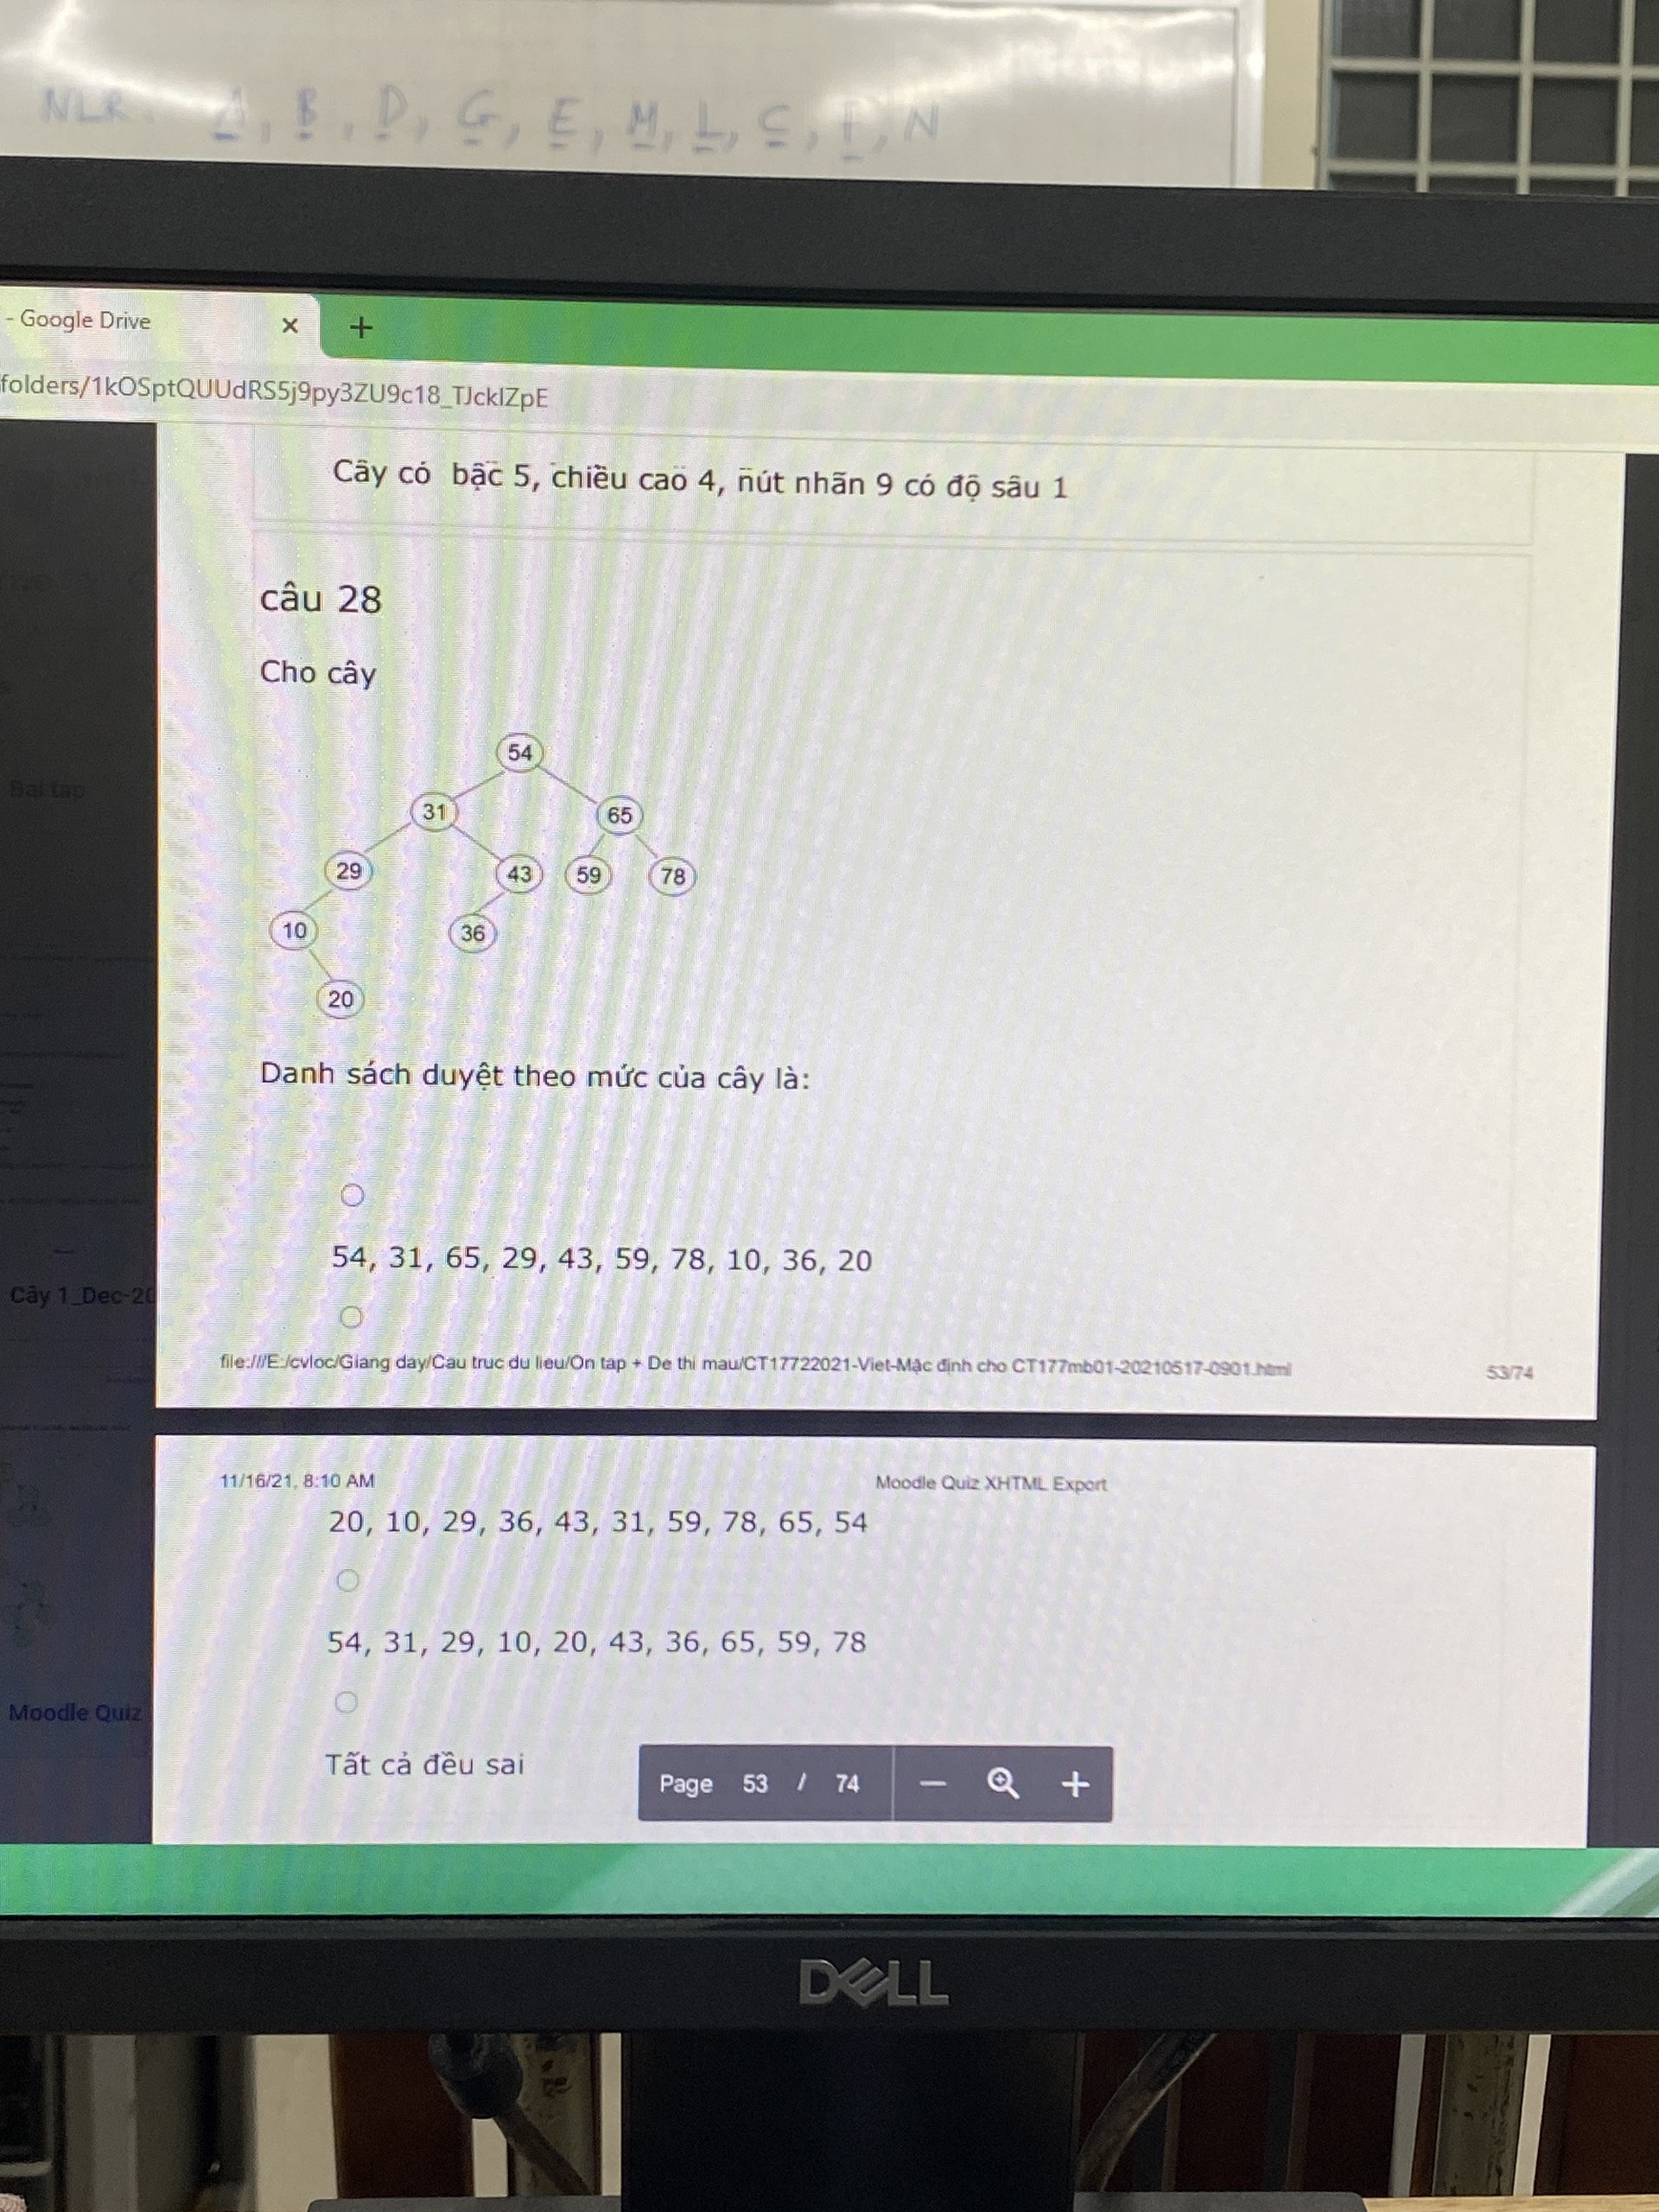 NLR: A, B, D, G, E, M, L, C, F, N
- Google Drive × +
folders/1kOSptQUUdRS5j9py3ZU9c18_TJcklZpE
Cây có bậc 5, chiều cao 4, nút nhãn 9 có độ sâu 1
câu 28
Cho cây
54
31 65
29 43 59 78
10 36
20
Danh sách duyệt theo mức của cây là:
54, 31, 65, 29, 43, 59, 78, 10, 36, 20
file:///E:/cvloc/Giang day/Cau truc du lieu/On tap + De thi mau/CT17722021-Viet-Mặc định cho CT177mb01-20210517-0901.html 53/74
11/16/21, 8:10 AM Moodle Quiz XHTML Export
20, 10, 29, 36, 43, 31, 59, 78, 65, 54
54, 31, 29, 10, 20, 43, 36, 65, 59, 78
Tất cả đều sai
Page 53 / 74 − +
Bai tap
Cây 1_Dec-20
Moodle Quiz
DELL